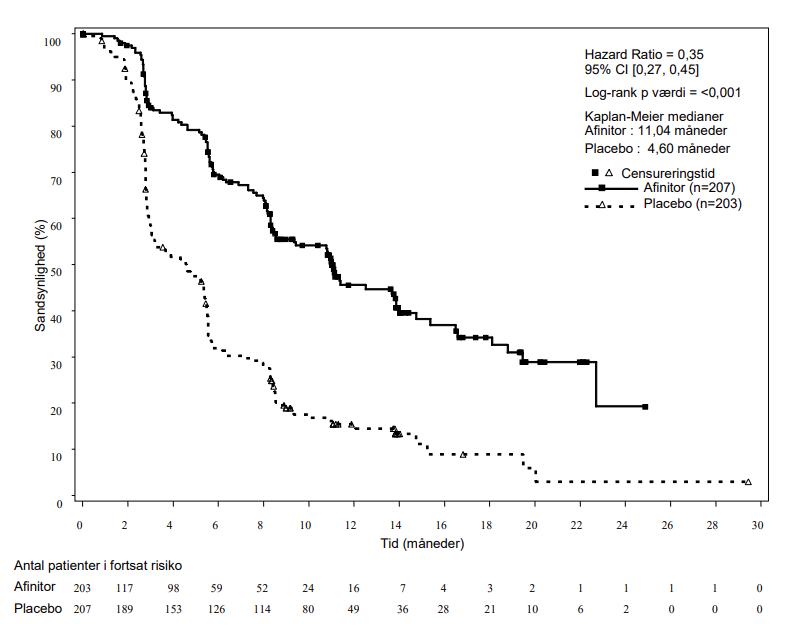 100
90
80
70
60
50
40
30
20
10
0
Sandsynlighed (%)
Hazard Ratio = 0,35
95% CI [0,27, 0,45]
Log-rank p værdi = <0,001
Kaplan-Meier medianer
Afinitor : 11,04 måneder
Placebo : 4,60 måneder
Censureringstid
Afinitor (n=207)
Placebo (n=203)
0 2 4 6 8 10 12 14 16 18 20 22 24 26 28 30
Tid (måneder)
Antal patienter i fortsat risiko
Afinitor 203 117 98 59 52 24 16 7 4 3 2 1 1 1 1 0
Placebo 207 189 153 126 114 80 49 36 28 21 10 6 2 0 0 0